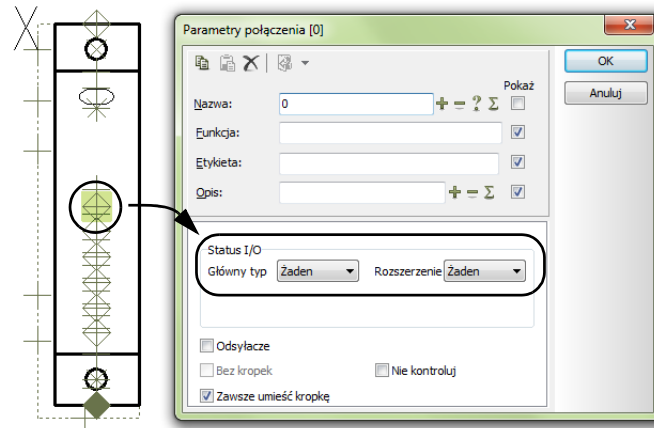 Parametry połączenia [0]
OK
Anuluj
Pokaż
Nazwa: 0
Funkcja:
Etykieta:
Opis:
Status I/O
Główny typ Żaden Rozszerzenie Żaden
Odsyłacze
Bez kropek Nie kontroluj
Zawsze umieść kropkę